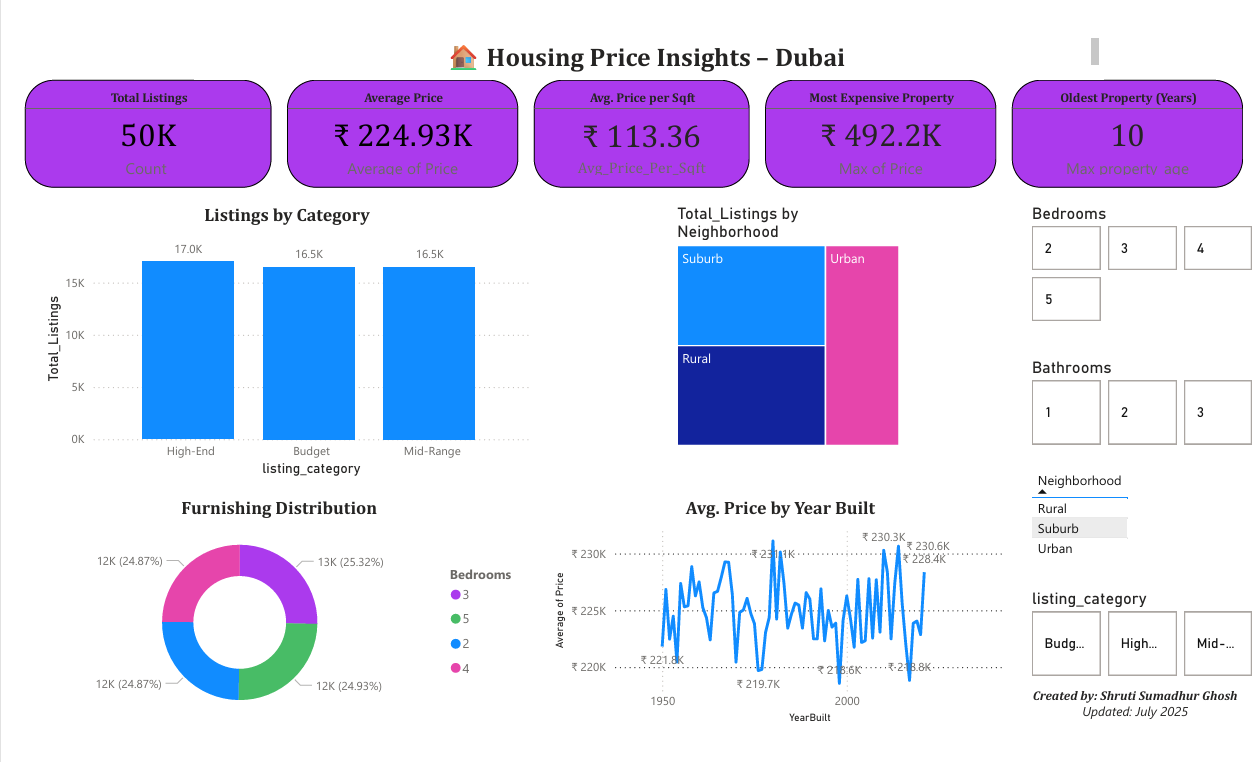 🏠 Housing Price Insights – Dubai
Total Listings
50K
Count
Average Price
₹ 224.93K
Average of Price
Avg. Price per Sqft
₹ 113.36
Avg_Price_Per_Sqft
Most Expensive Property
₹ 492.2K
Max of Price
Oldest Property (Years)
10
Max property_age
Listings by Category
Total_Listings
15K
10K
5K
0K
17.0K
16.5K
16.5K
High-End
Budget
Mid-Range
listing_category
Total_Listings by
Neighborhood
Suburb
Urban
Rural
Bedrooms
2
3
4
5
Bathrooms
1
2
3
Neighborhood
Rural
Suburb
Urban
listing_category
Budg...
High...
Mid-...
Furnishing Distribution
12K (24.87%)
13K (25.32%)
12K (24.87%)
12K (24.93%)
Bedrooms
3
5
2
4
Avg. Price by Year Built
Average of Price
₹ 230K
₹ 225K
₹ 220K
₹ 221.8K
₹ 219.7K
₹ 231.1K
₹ 218.6K
₹ 230.3K
₹ 230.6K
₹ 228.4K
₹ 218.8K
1950
2000
YearBuilt
Created by: Shruti Sumadhur Ghosh
Updated: July 2025